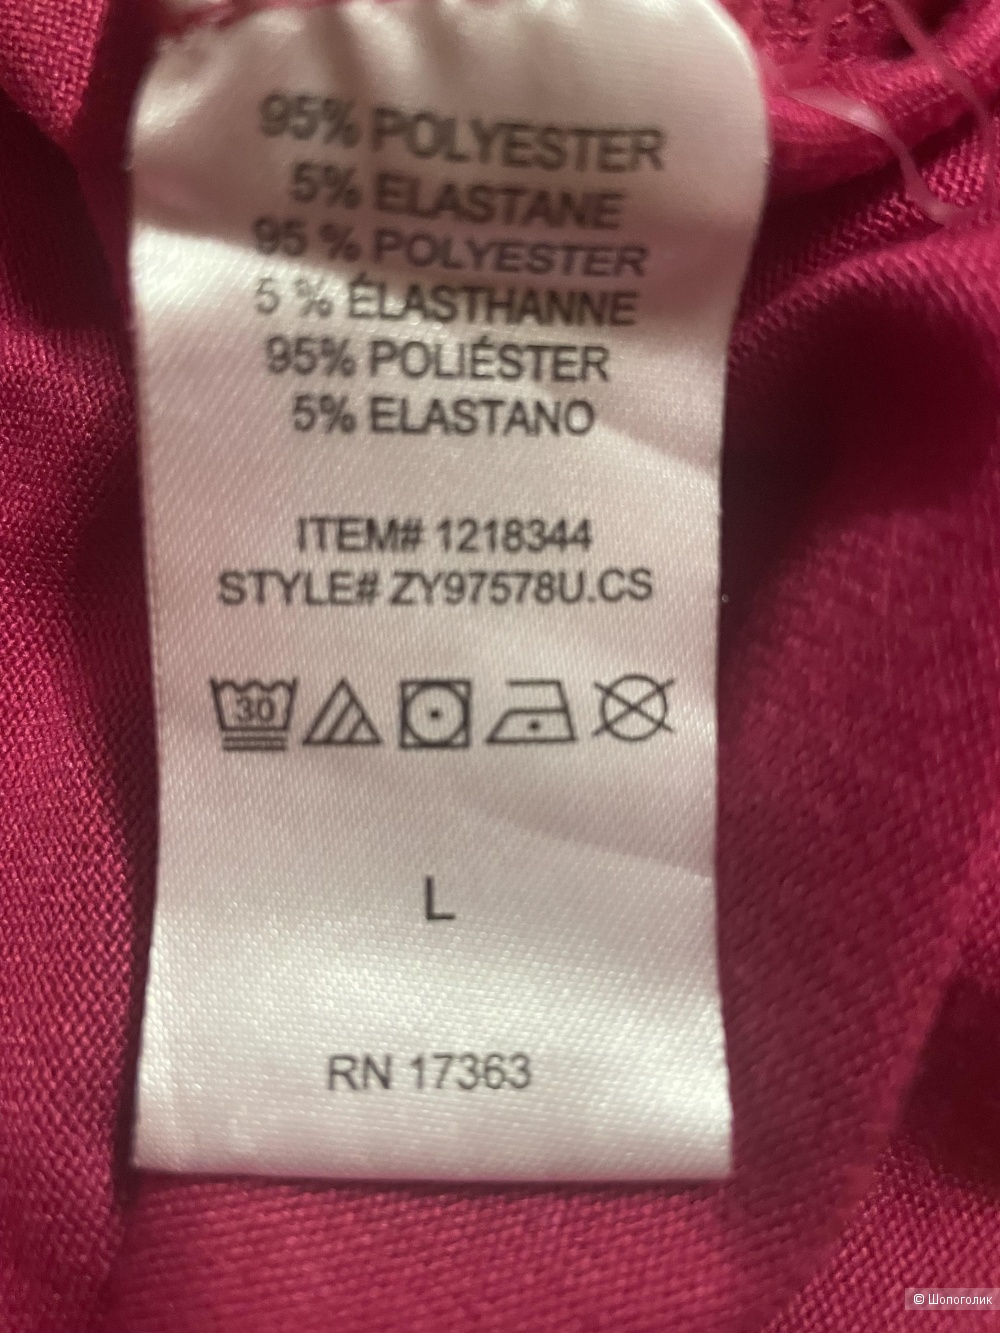 95% POLYESTER
5% ELASTANE
95 % POLYESTER
5 % ÉLASTHANNE
95% POLIÉSTER
5% ELASTANO
ITEM# 1218344
STYLE# ZY97578U.CS
30
L
RN 17363
© Шопоголик